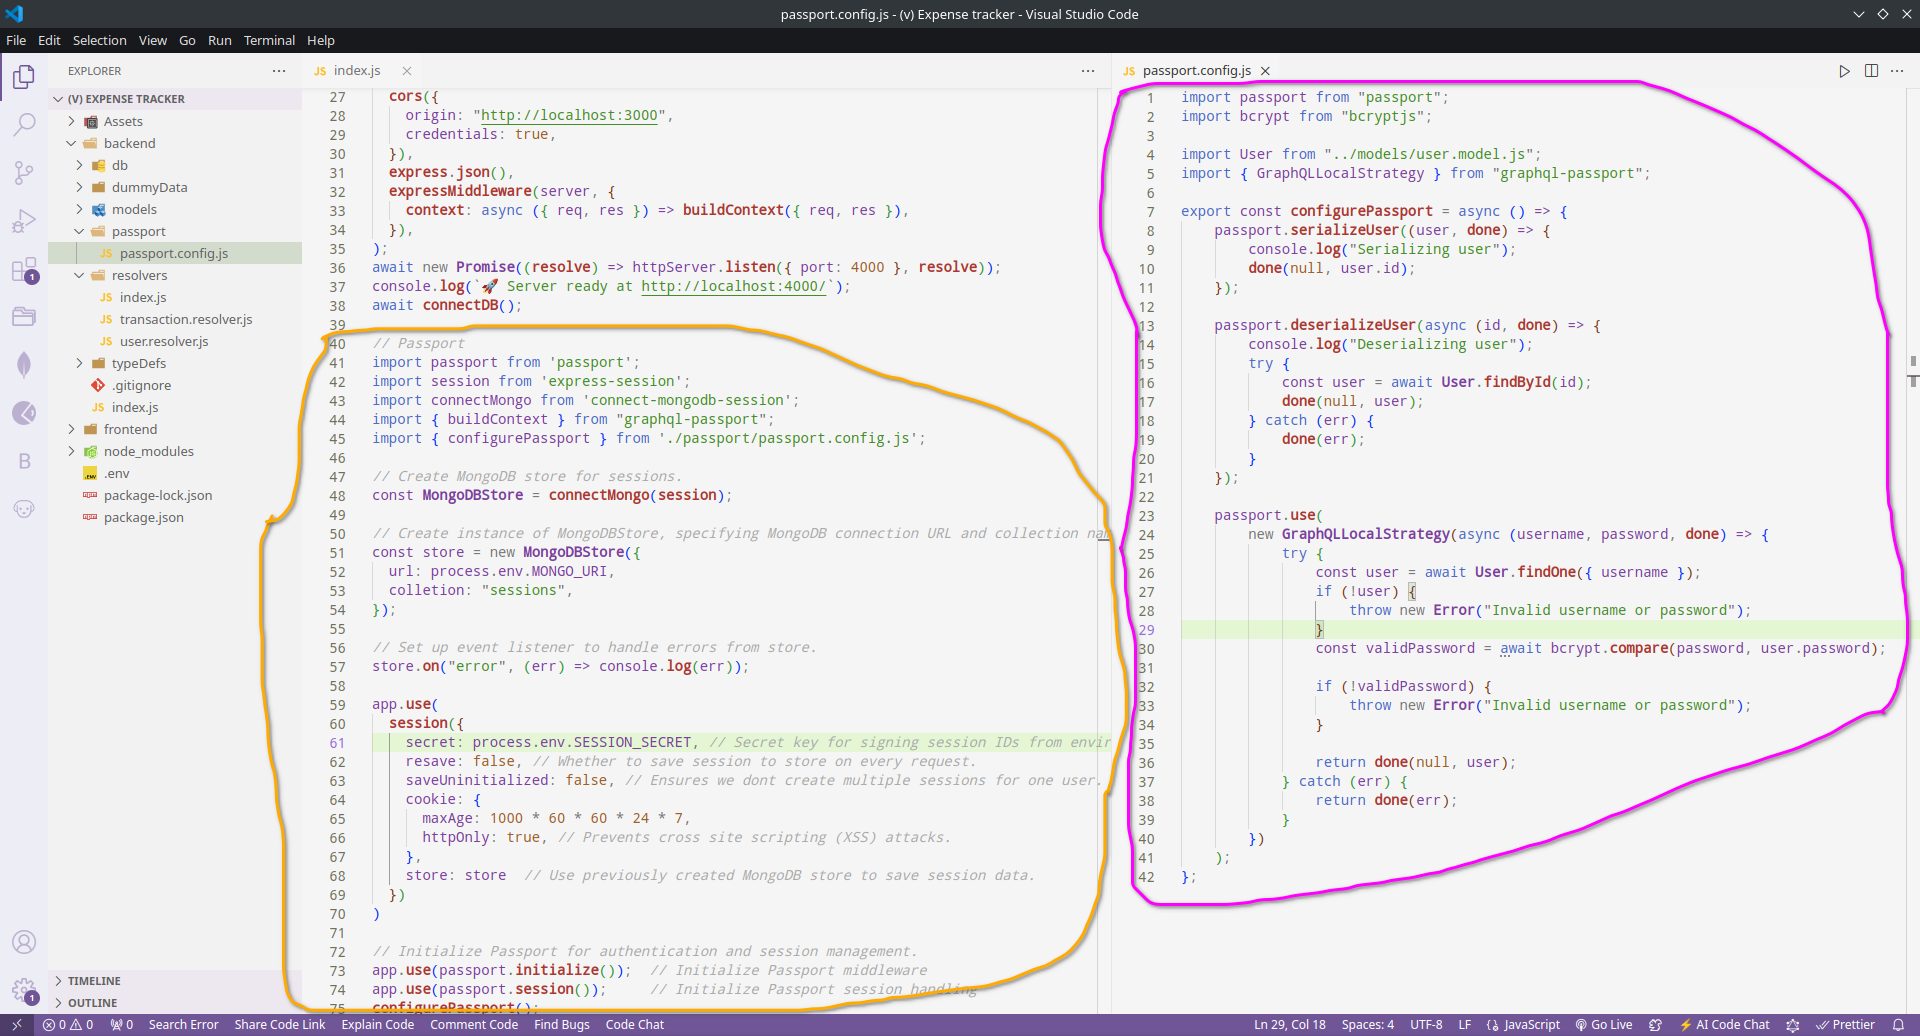 passport.config.js - (v) Expense tracker - Visual Studio Code
File Edit Selection View Go Run Terminal Help
EXPLORER
(V) EXPENSE TRACKER
Assets
backend
db
dummyData
models
passport
JS passport.config.js
resolvers
JS index.js
JS transaction.resolver.js
JS user.resolver.js
typeDefs
.gitignore
JS index.js
frontend
node_modules
.env
package-lock.json
package.json
TIMELINE
OUTLINE
B
1
1
JS index.js
27 cors({
28 origin: "http://localhost:3000",
29 credentials: true,
30 }),
31 express.json(),
32 expressMiddleware(server, {
33 context: async ({ req, res }) => buildContext({ req, res }),
34 }),
35 );
36 await new Promise((resolve) => httpServer.listen({ port: 4000 }, resolve));
37 console.log(`🚀 Server ready at http://localhost:4000/`);
38 await connectDB();
39
40 // Passport
41 import passport from 'passport';
42 import session from 'express-session';
43 import connectMongo from 'connect-mongodb-session';
44 import { buildContext } from "graphql-passport";
45 import { configurePassport } from './passport/passport.config.js';
46
47 // Create MongoDB store for sessions.
48 const MongoDBStore = connectMongo(session);
49
50 // Create instance of MongoDBStore, specifying MongoDB connection URL and collection
51 const store = new MongoDBStore({
52 url: process.env.MONGO_URI,
53 colletion: "sessions",
54 });
55
56 // Set up event listener to handle errors from store.
57 store.on("error", (err) => console.log(err));
58
59 app.use(
60 session({
61 secret: process.env.SESSION_SECRET, // Secret key for signing session IDs from
62 resave: false, // Whether to save session to store on every request.
63 saveUninitialized: false, // Ensures we dont create multiple sessions for one user.
64 cookie: {
65 maxAge: 1000 * 60 * 60 * 24 * 7,
66 httpOnly: true, // Prevents cross site scripting (XSS) attacks.
67 },
68 store: store // Use previously created MongoDB store to save session data.
69 })
70 )
71
72 // Initialize Passport for authentication and session management.
73 app.use(passport.initialize()); // Initialize Passport middleware
74 app.use(passport.session()); // Initialize Passport session handling
75 configurePassport();
JS passport.config.js
1 import passport from "passport";
2 import bcrypt from "bcryptjs";
3
4 import User from "../models/user.model.js";
5 import { GraphQLLocalStrategy } from "graphql-passport";
6
7 export const configurePassport = async () => {
8 passport.serializeUser((user, done) => {
9 console.log("Serializing user");
10 done(null, user.id);
11 });
12
13 passport.deserializeUser(async (id, done) => {
14 console.log("Deserializing user");
15 try {
16 const user = await User.findById(id);
17 done(null, user);
18 } catch (err) {
19 done(err);
20 }
21 });
22
23 passport.use(
24 new GraphQLLocalStrategy(async (username, password, done) => {
25 try {
26 const user = await User.findOne({ username });
27 if (!user) {
28 throw new Error("Invalid username or password");
29 }
30 const validPassword = await bcrypt.compare(password, user.password);
31
32 if (!validPassword) {
33 throw new Error("Invalid username or password");
34 }
35
36 return done(null, user);
37 } catch (err) {
38 return done(err);
39 }
40 })
41 );
42 };
0 0 0 Search Error Share Code Link Explain Code Comment Code Find Bugs Code Chat Ln 29, Col 18 Spaces: 4 UTF-8 LF JavaScript Go Live AI Code Chat Prettier